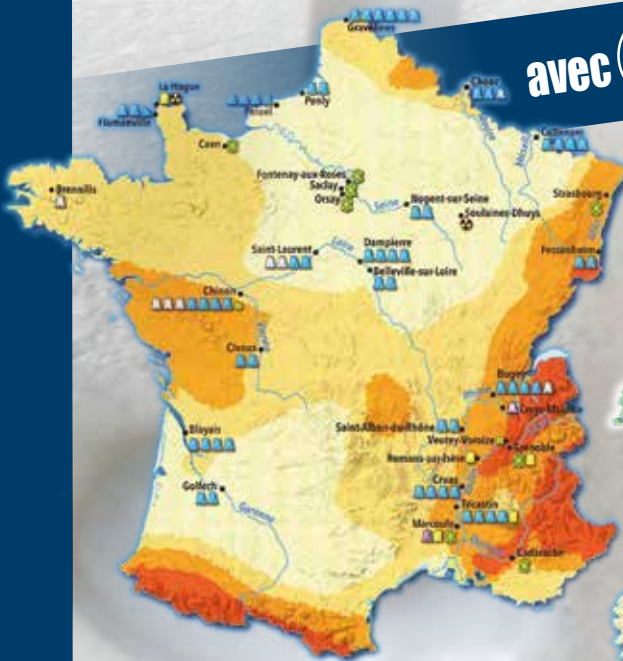 avec
Gravelines
La Hague
Chooz
Penly
Paluel
Flamanville
Cattenom
Moselle
Caen
Fontenay-aux-Roses
Saclay
Orsay
Brennilis
Seine
Nogent-sur-Seine
Soulaines-Dhuys
Strasbourg
Fessenheim
Saint-Laurent
Loire
Dampierre
Belleville-sur-Loire
Chinon
Civaux
Bugey
Creys-Malville
Saint-Alban-du-Rhône
Veurey-Voroize
Grenoble
Romans-sur-Isère
Blayais
Cruas
Golfech
Tricastin
Garonne
Marcoule
Cadarache